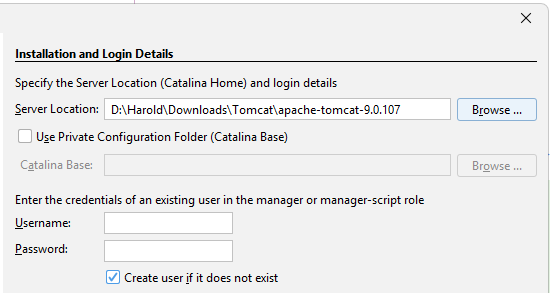 Installation and Login Details
Specify the Server Location (Catalina Home) and login details
Server Location: D:\Harold\Downloads\Tomcat\apache-tomcat-9.0.107 Browse ...
Use Private Configuration Folder (Catalina Base)
Catalina Base: Browse ...
Enter the credentials of an existing user in the manager or manager-script role
Username:
Password:
Create user if it does not exist